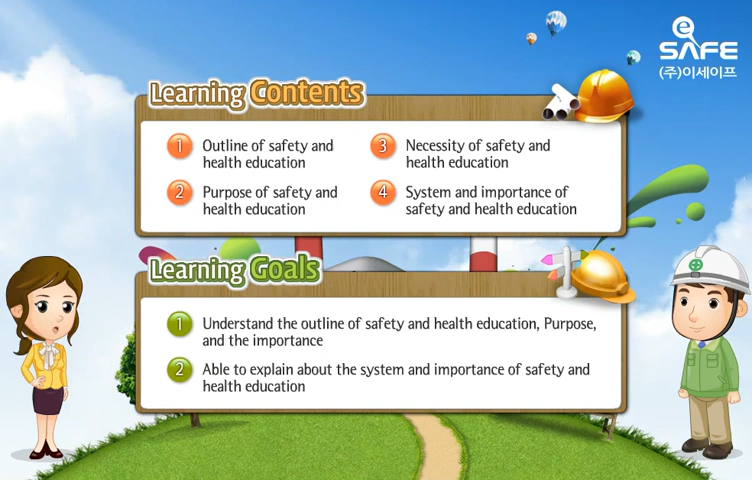 e
SAFE
(주)이세이프
Learning Contents
1 Outline of safety and
health education
2 Purpose of safety and
health education
3 Necessity of safety and
health education
4 System and importance of
safety and health education
Learning Goals
1 Understand the outline of safety and health education, Purpose,
and the importance
2 Able to explain about the system and importance of safety and
health education